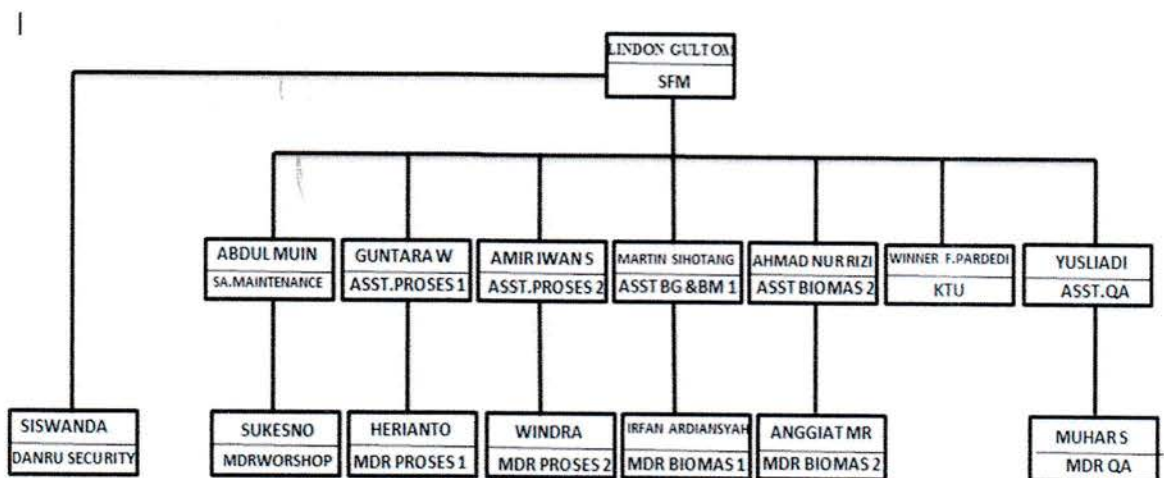 LINDON GULTOM
SFM
ABDUL MUIN
SA.MAINTENANCE
GUNTARA W
ASST.PROSES 1
AMIR IWAN S
ASST.PROSES 2
MARTIN SIHOTANG
ASST BG &BM 1
AHMAD NUR RIZI
ASST BIOMAS 2
WINNER F.PARDEDI
KTU
YUSLIADI
ASST.QA
SISWANDA
DANRU SECURITY
SUKESNO
MDRWORSHOP
HERIANTO
MDR PROSES 1
WINDRA
MDR PROSES 2
IRFAN ARDIANSYAH
MDR BIOMAS 1
ANGGIAT MR
MDR BIOMAS 2
MUHAR S
MDR QA